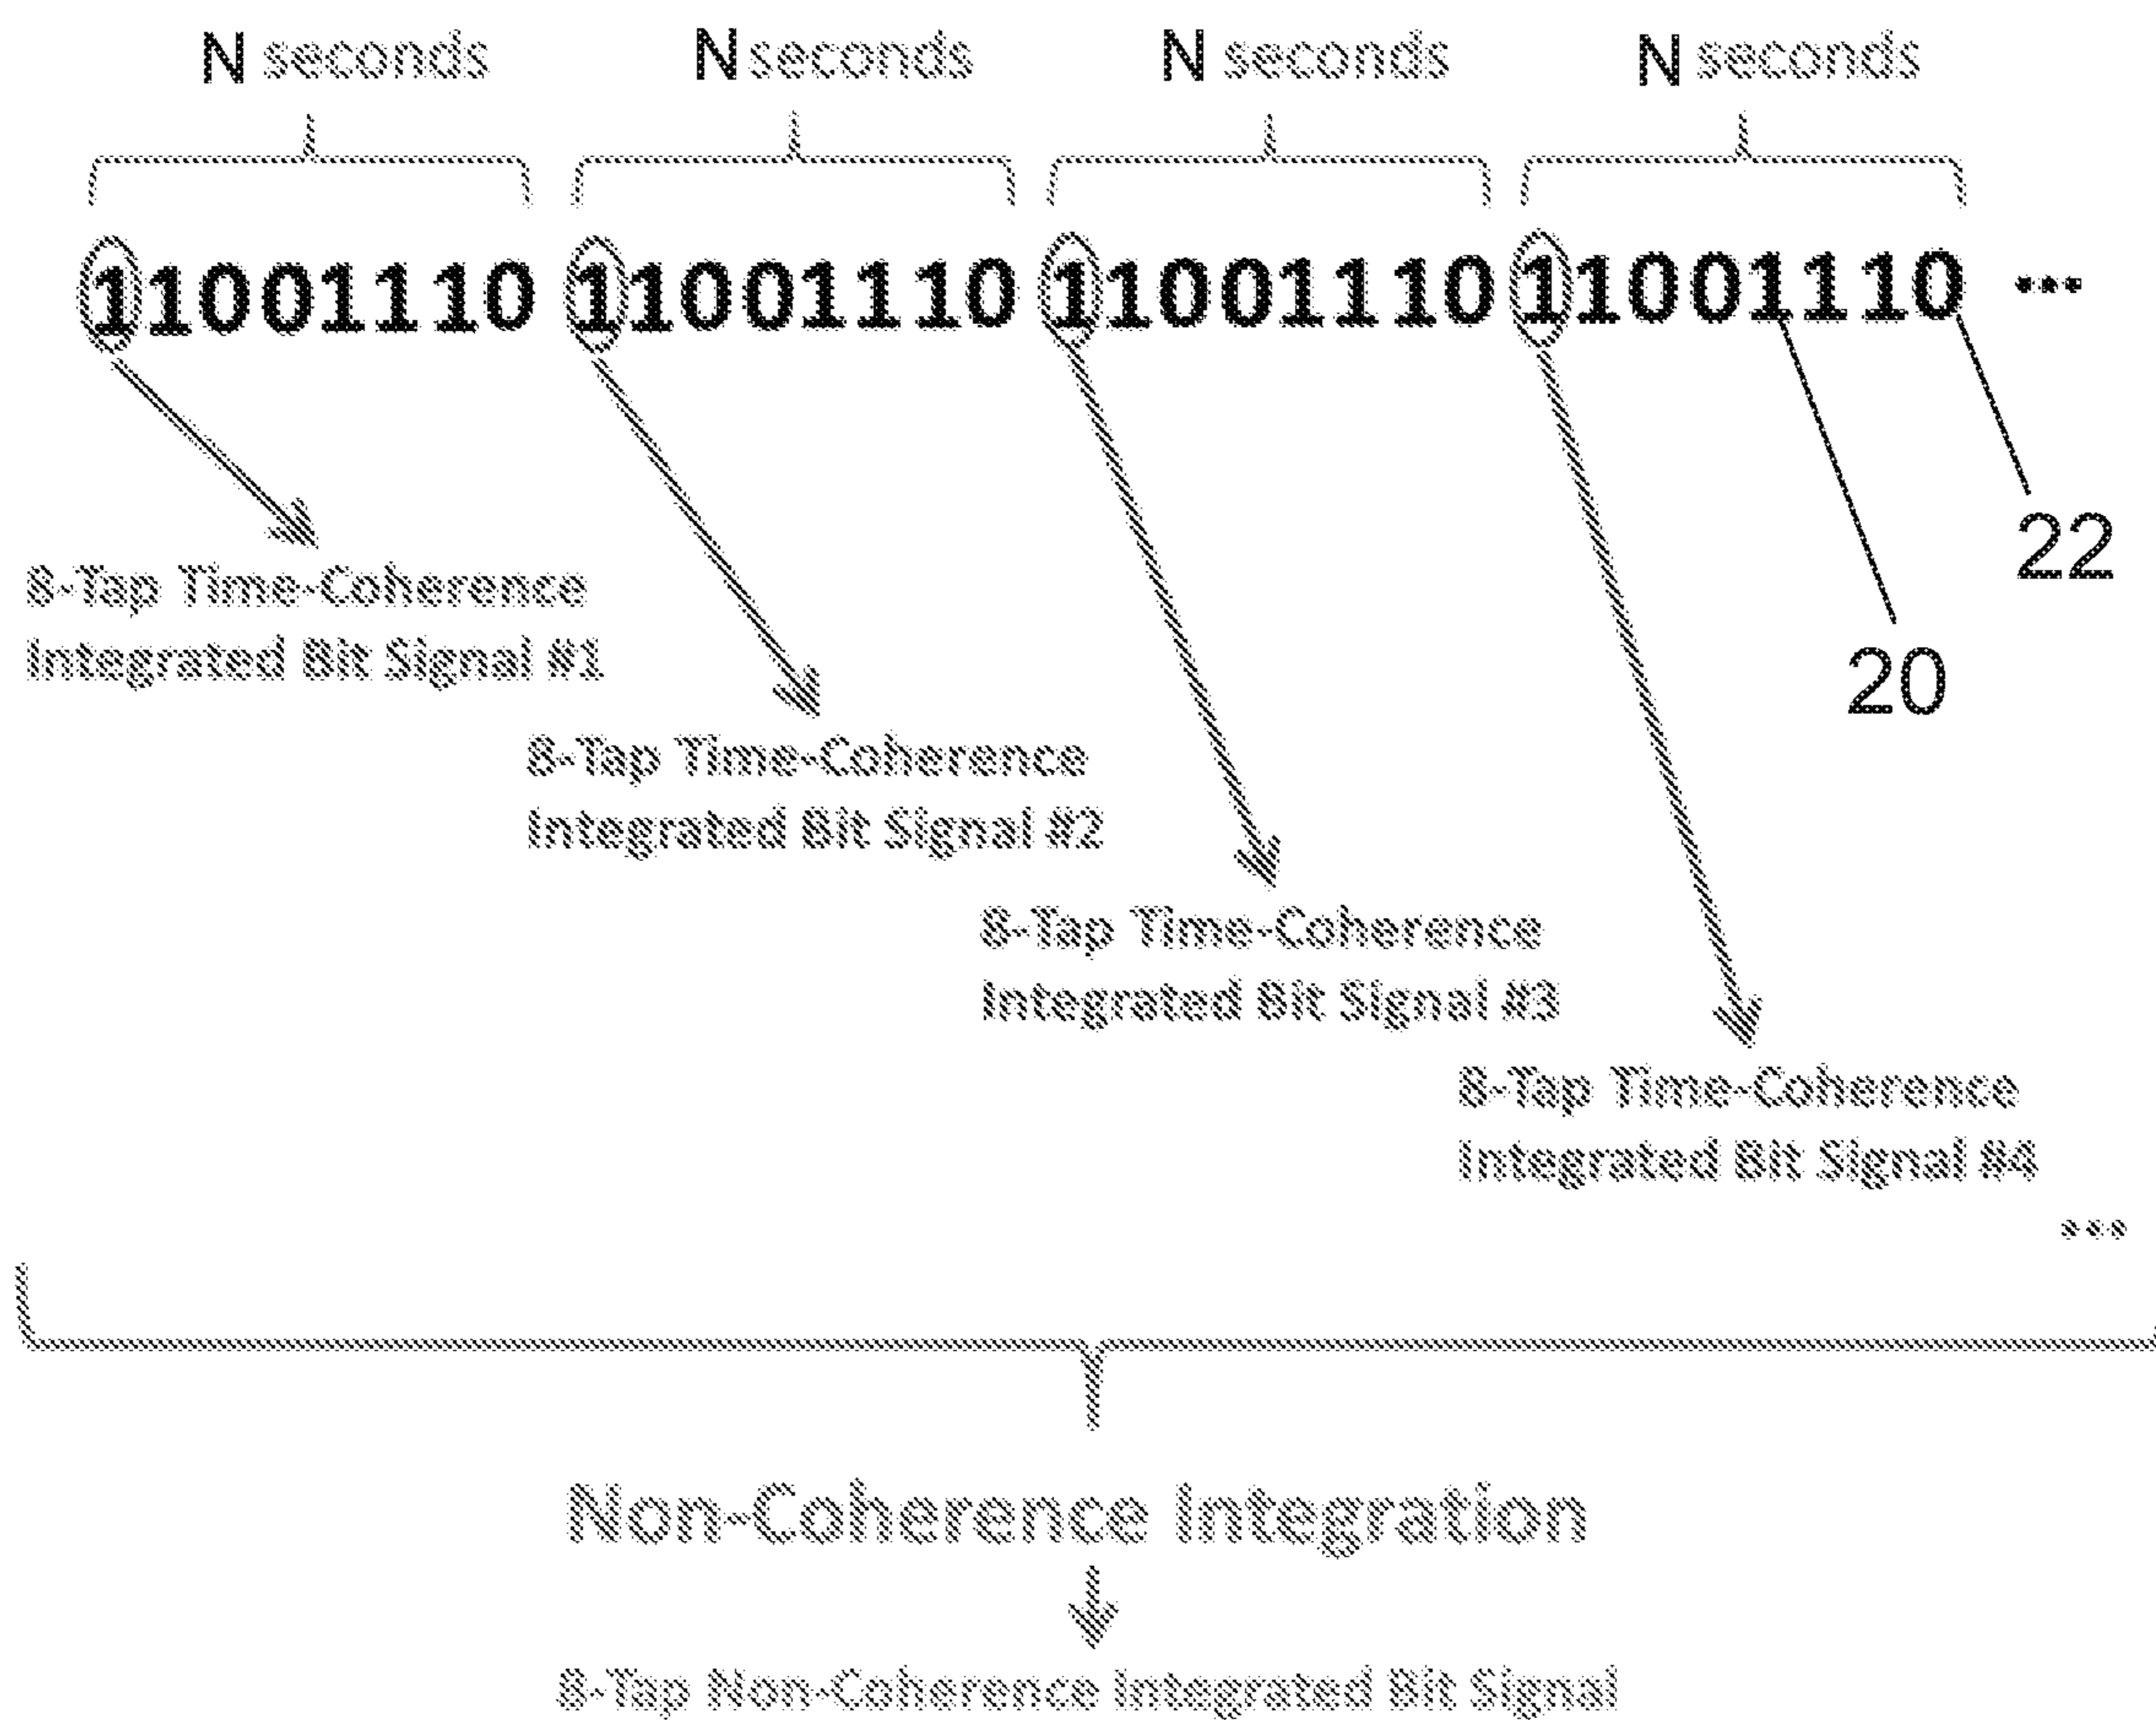 N seconds N seconds N seconds N seconds
11001110 11001110 11001110 11001110 ...
22
8-Tap Time-Coherence
Integrated Bit Signal #1
20
8-Tap Time-Coherence
Integrated Bit Signal #2
8-Tap Time-Coherence
Integrated Bit Signal #3
8-Tap Time-Coherence
Integrated Bit Signal #4
...
Non-Coherence Integration
8-Tap Non-Coherence Integrated Bit Signal